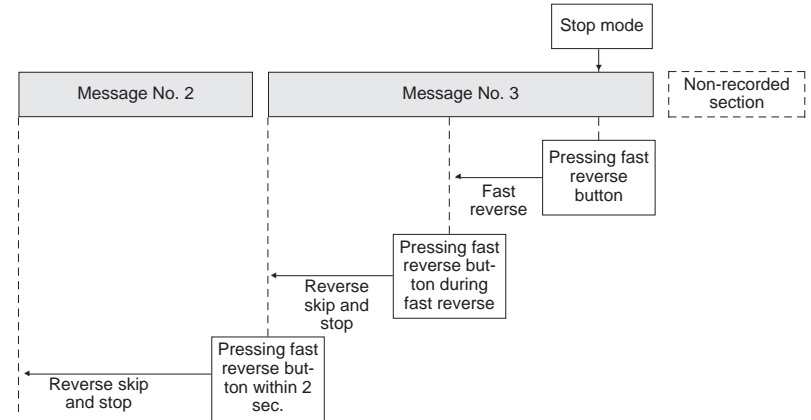 Stop mode
Message No. 2
Message No. 3
Non-recorded
section
Pressing fast
reverse
button
Fast
reverse
Pressing fast
reverse but-
ton during
fast reverse
Reverse
skip and
stop
Pressing fast
reverse but-
ton within 2
sec.
Reverse skip
and stop